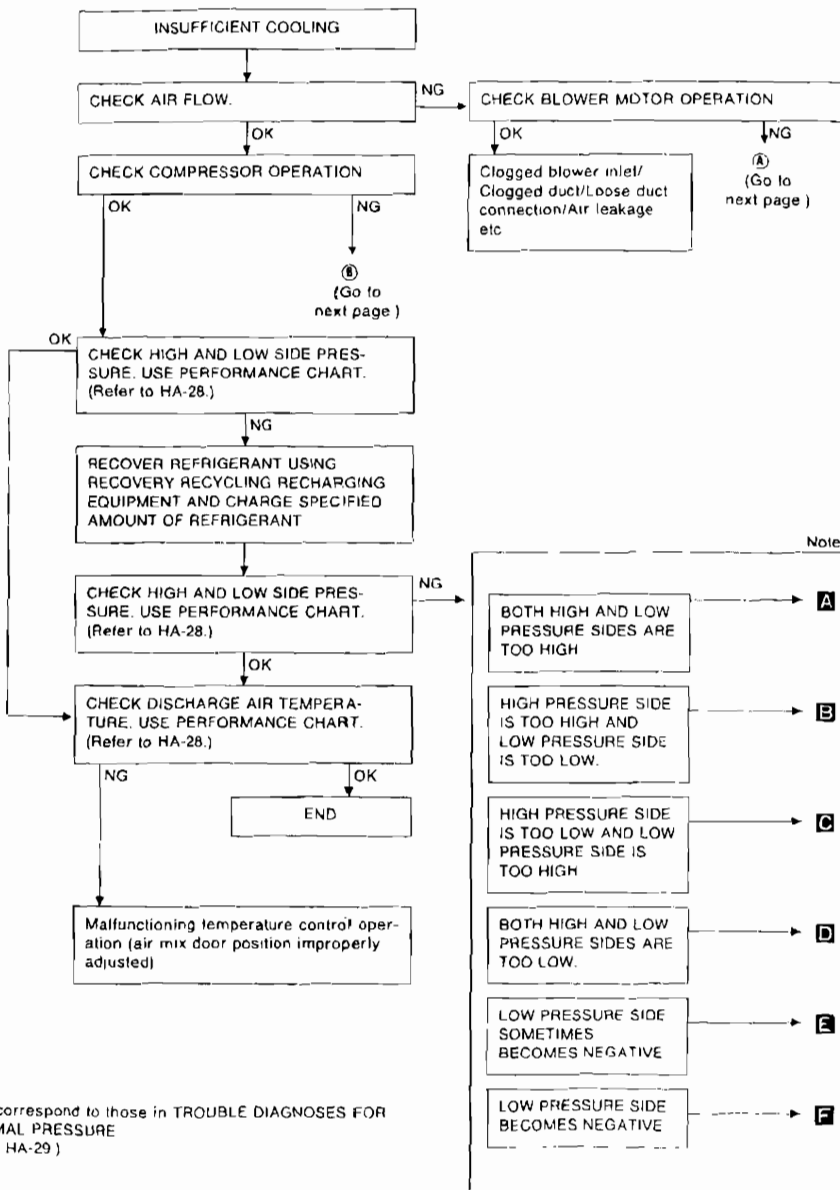 INSUFFICIENT COOLING
CHECK AIR FLOW.
NG
CHECK BLOWER MOTOR OPERATION
OK
OK
NG
CHECK COMPRESSOR OPERATION
Clogged blower inlet/
Clogged duct/Loose duct
connection/Air leakage
etc
A
(Go to
next page )
OK
NG
B
(Go to
next page )
OK
CHECK HIGH AND LOW SIDE PRES-
SURE. USE PERFORMANCE CHART.
(Refer to HA-28.)
NG
RECOVER REFRIGERANT USING
RECOVERY RECYCLING RECHARGING
EQUIPMENT AND CHARGE SPECIFIED
AMOUNT OF REFRIGERANT
CHECK HIGH AND LOW SIDE PRES-
SURE. USE PERFORMANCE CHART.
(Refer to HA-28.)
NG
OK
CHECK DISCHARGE AIR TEMPERA-
TURE. USE PERFORMANCE CHART.
(Refer to HA-28.)
NG
OK
END
Malfunctioning temperature control oper-
ation (air mix door position improperly
adjusted)
Note
BOTH HIGH AND LOW
PRESSURE SIDES ARE
TOO HIGH
A
HIGH PRESSURE SIDE
IS TOO HIGH AND
LOW PRESSURE SIDE
IS TOO LOW.
B
HIGH PRESSURE SIDE
IS TOO LOW AND LOW
PRESSURE SIDE IS
TOO HIGH
C
BOTH HIGH AND LOW
PRESSURE SIDES ARE
TOO LOW.
D
LOW PRESSURE SIDE
SOMETIMES
BECOMES NEGATIVE
E
LOW PRESSURE SIDE
BECOMES NEGATIVE
F
correspond to those in TROUBLE DIAGNOSES FOR
MAL PRESSURE
HA-29 )